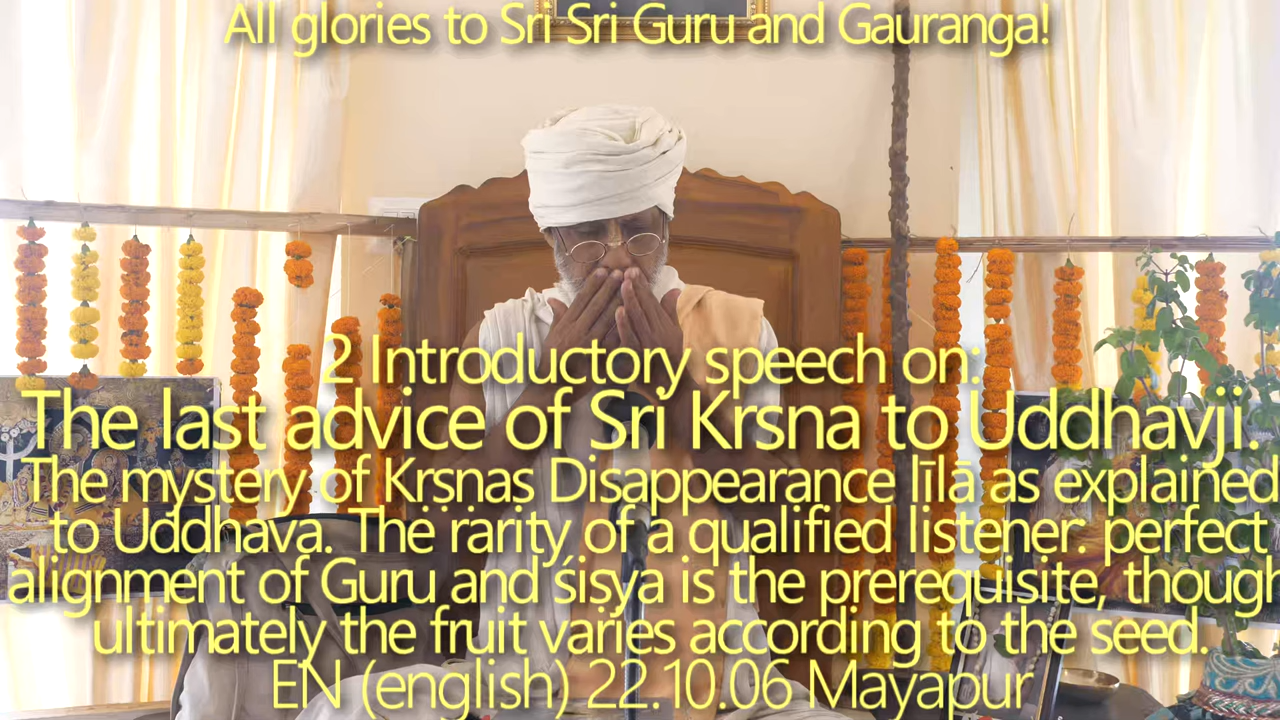 All glories to Sri Sri Guru and Gauranga!
2 Introductory speech on:
The last advice of Sri Krsna to Uddhavji.
The mystery of Kṛṣṇas Disappearance līlā as explained
to Uddhava. The rarity of a qualified listener: perfect
alignment of Guru and śiṣya is the prerequisite, though
ultimately the fruit varies according to the seed.
EN (english) 22.10.06 Mayapur